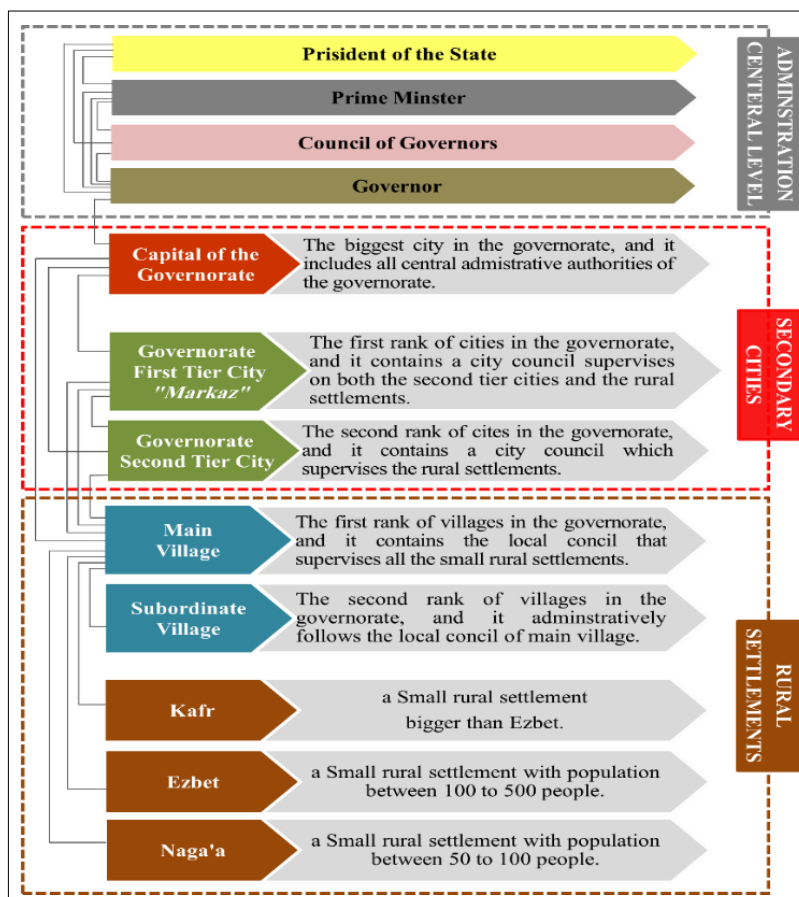 Prisident of the State
Prime Minster
Council of Governors
Governor
ADMINSTRATION
CENTERAL LEVEL
Capital of the
Governorate
The biggest city in the governorate, and it
includes all central admistrative authorities of
the governorate.
Governorate
First Tier City
"Markaz"
The first rank of cities in the governorate,
and it contains a city council supervises
on both the second tier cities and the rural
settlements.
Governorate
Second Tier City
The second rank of cites in the governorate,
and it contains a city council which
supervises the rural settlements.
SECONDARY
CITIES
Main
Village
The first rank of villages in the governorate,
and it contains the local concil that
supervises all the small rural settlements.
Subordinate
Village
The second rank of villages in the
governorate, and it adminstratively
follows the local concil of main village.
Kafr
a Small rural settlement
bigger than Ezbet.
Ezbet
a Small rural settlement with population
between 100 to 500 people.
Naga'a
a Small rural settlement with population
between 50 to 100 people.
RURAL
SETTLEMENTS